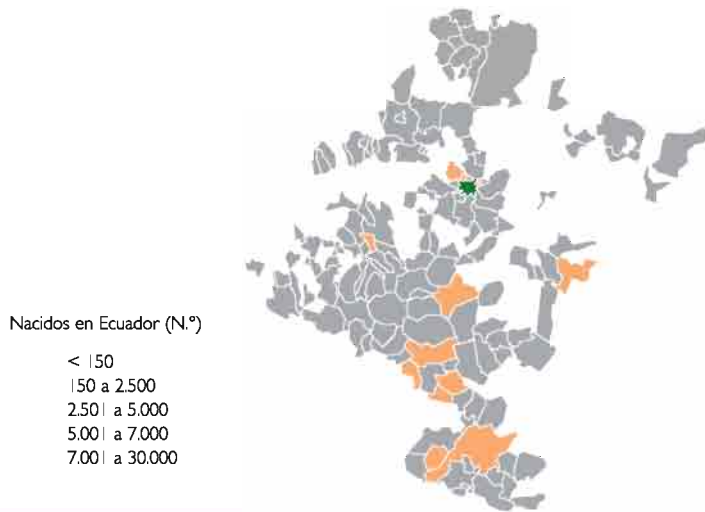 Nacidos en Ecuador (N.º)
< 150
150 a 2.500
2.501 a 5.000
5.001 a 7.000
7.001 a 30.000